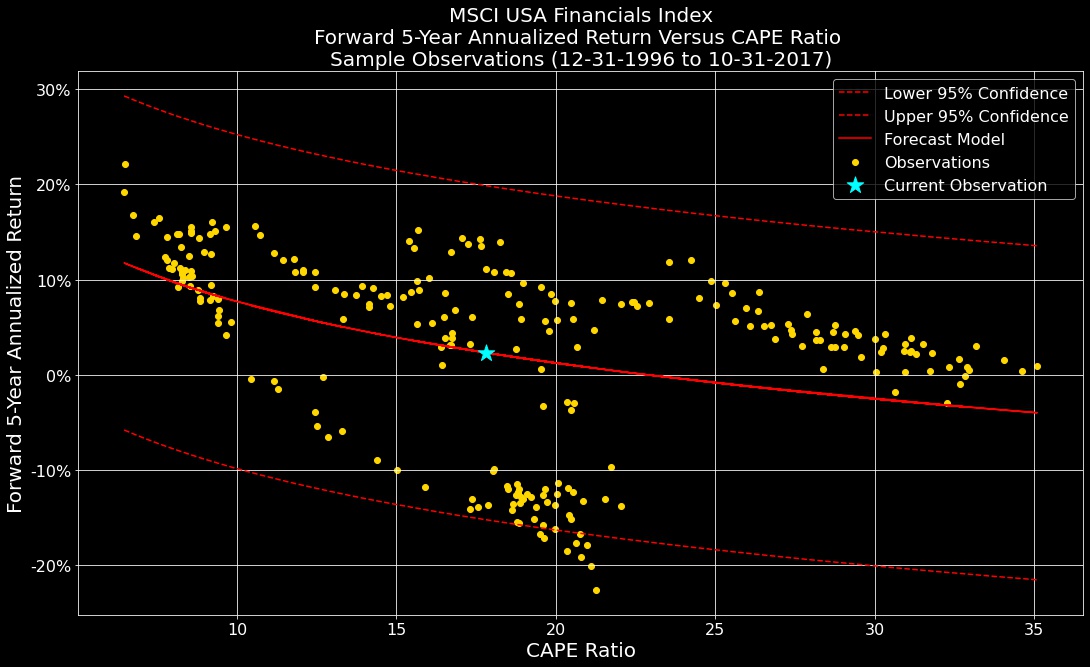 MSCI USA Financials Index
Forward 5-Year Annualized Return Versus CAPE Ratio
Sample Observations (12-31-1996 to 10-31-2017)
Lower 95% Confidence
Upper 95% Confidence
Forecast Model
Observations
Current Observation
Forward 5-Year Annualized Return
30%
20%
10%
0%
-10%
-20%
10
15
20
25
30
35
CAPE Ratio